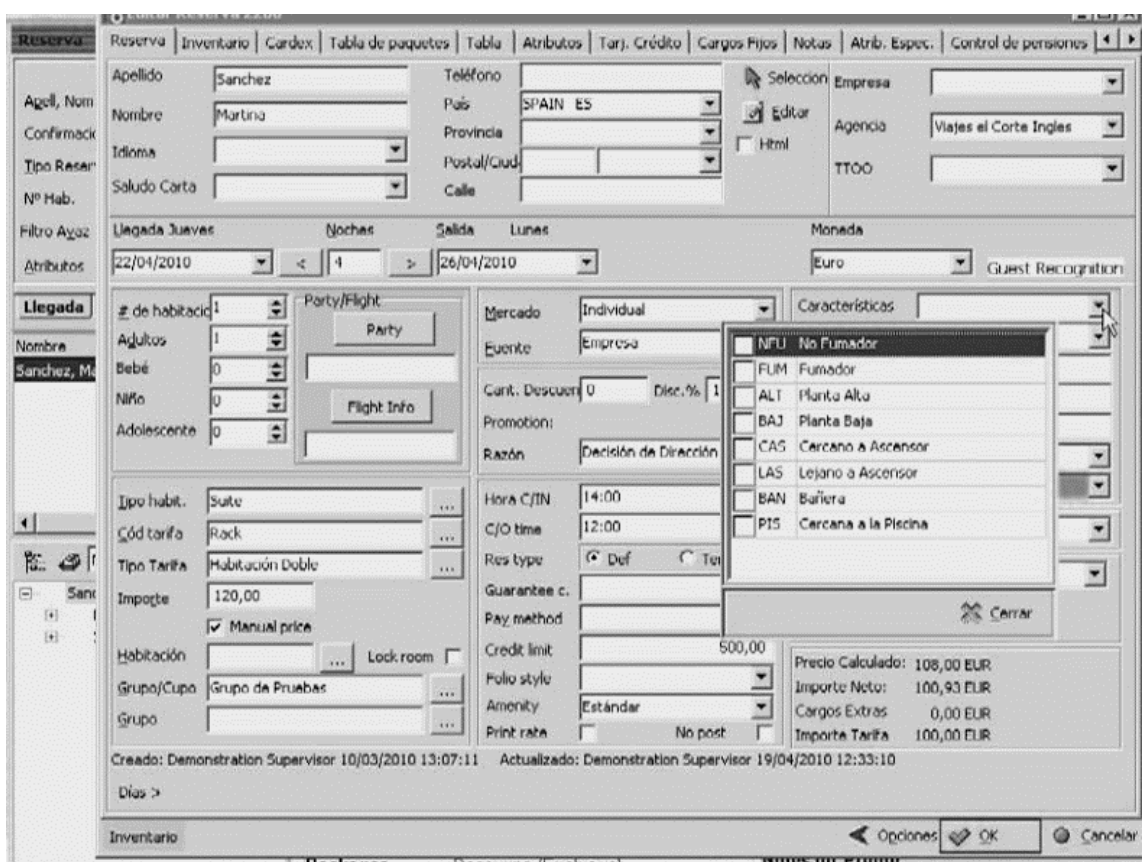 Editar Reserva 2200
Reserva
Reserva Inventario Cardex Tabla de paquetes Tabla Atributos Tarj. Crédito Cargos Fijos Notas Atrib. Espec. Control de pensiones
Apell, Nom
Confirmació
Tipo Reser
Nº Hab.
Filtro Avaz
Atributos
Llegada
Nombre
Sanchez, Ma
Apellido Sanchez Teléfono Seleccion Empresa
Nombre Martina País SPAIN ES Editar Agencia Viajes el Corte Ingles
Idioma Provincia Html
Saludo Carta Postal/Ciud. TTOO
Calle
Llegada Jueves Noches Salida Lunes Moneda
22/04/2010 < 4 > 26/04/2010 Euro Guest Recognition
# de habitacio 1 Party/Flight
Adultos 1 Party
Bebé 0
Niño 0 Flight Info
Adolescente 0
Mercado Individual
Fuente Empresa
Cant. Descuen 0 Disc.% 1
Promotion:
Razón Decisión de Dirección
Características
NFU No Fumador
FUM Fumador
ALT Planta Alta
BAJ Planta Baja
CAS Cercano a Ascensor
LAS Lejano a Ascensor
BAN Bañera
PIS Cercana a la Piscina
Cerrar
Tipo habit. Suite ...
Cód tarifa Rack ...
Tipo Tarifa Habitación Doble ...
Importe 120,00
Manual price
Habitación ... Lock room
Grupo/Cupo Grupo de Pruebas ...
Grupo ...
Hora C/IN 14:00
C/O time 12:00
Res type Def Ter
Guarantee c.
Pay method
Credit limit 500,00
Folio style
Amenity Estándar
Print rate No post
Precio Calculado: 108,00 EUR
Importe Neto: 100,93 EUR
Cargos Extras 0,00 EUR
Importe Tarifa 100,00 EUR
Sanc
Creado: Demonstration Supervisor 10/03/2010 13:07:11 Actualizado: Demonstration Supervisor 19/04/2010 12:33:10
Días >
Inventario Opciones OK Cancelar